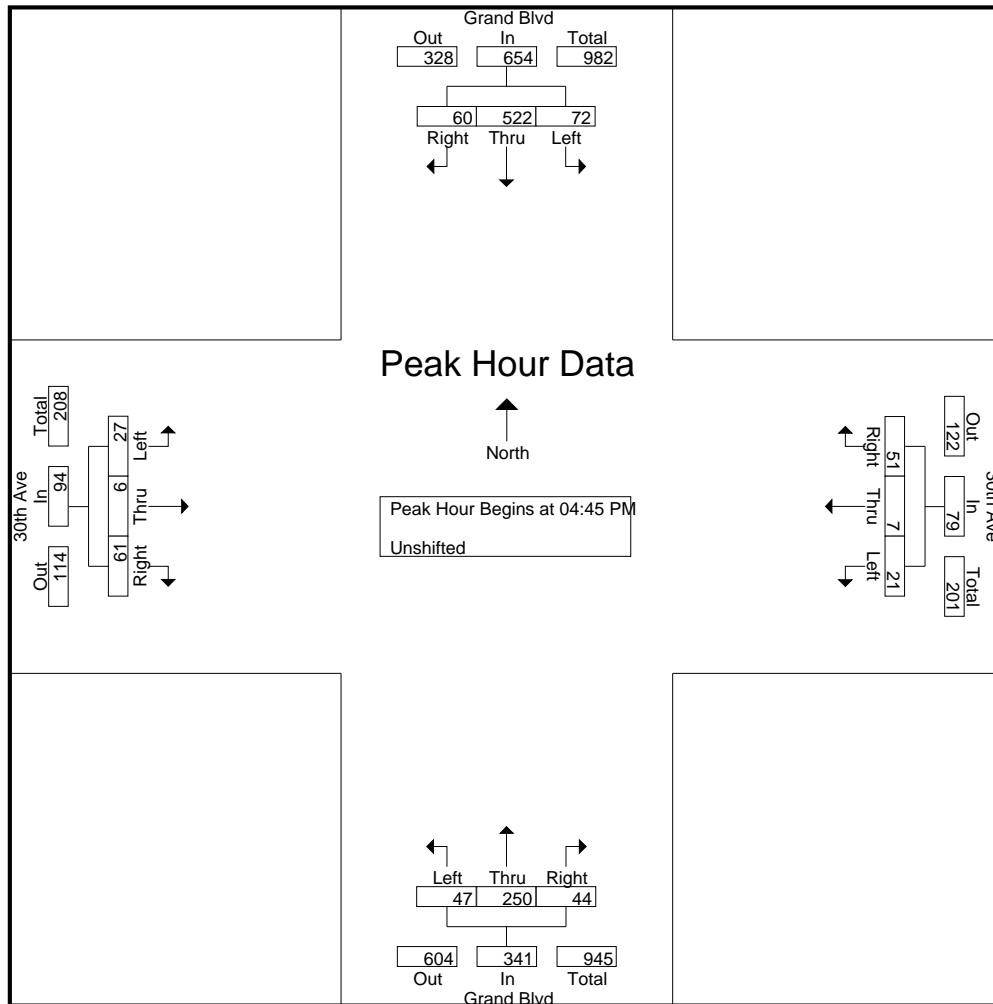 Grand Blvd
Out In Total
328 654 982
60 522 72
Right Thru Left
Peak Hour Data
North
Peak Hour Begins at 04:45 PM
Unshifted
30th Ave
Total In Out
208 94 114
27 6 61
Left Thru Right
Right Thru Left
51 7 21
Out In Total
122 79 201
30th Ave
Left Thru Right
47 250 44
604 341 945
Out In Total
Grand Blvd